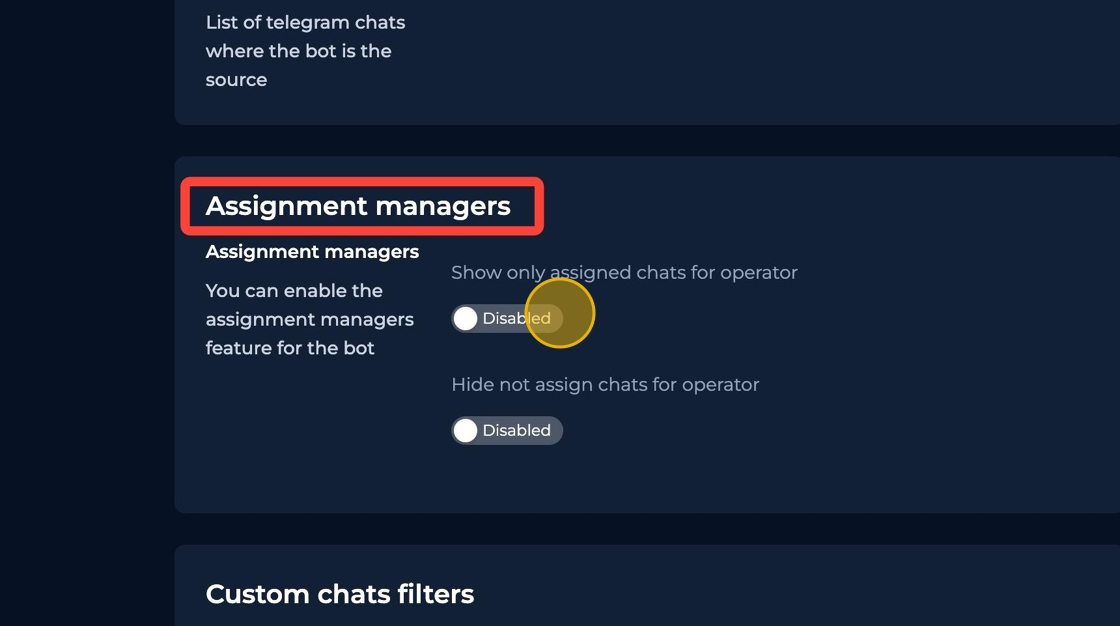 List of telegram chats
where the bot is the
source
Assignment managers
Assignment managers
You can enable the
assignment managers
feature for the bot
Show only assigned chats for operator
Disabled
Hide not assign chats for operator
Disabled
Custom chats filters